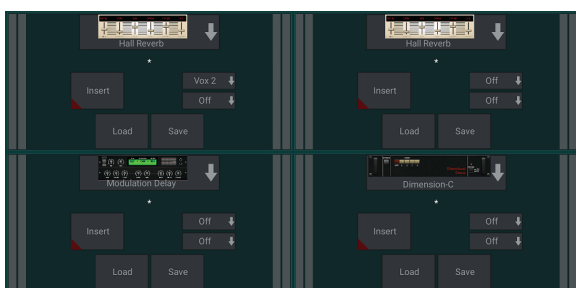 Hall Reverb
*
Insert
Vox 2
Off
Load Save
Hall Reverb
*
Insert
Off
Off
Load Save
Modulation Delay
*
Insert
Off
Off
Load Save
Dimension-C
*
Insert
Off
Off
Load Save